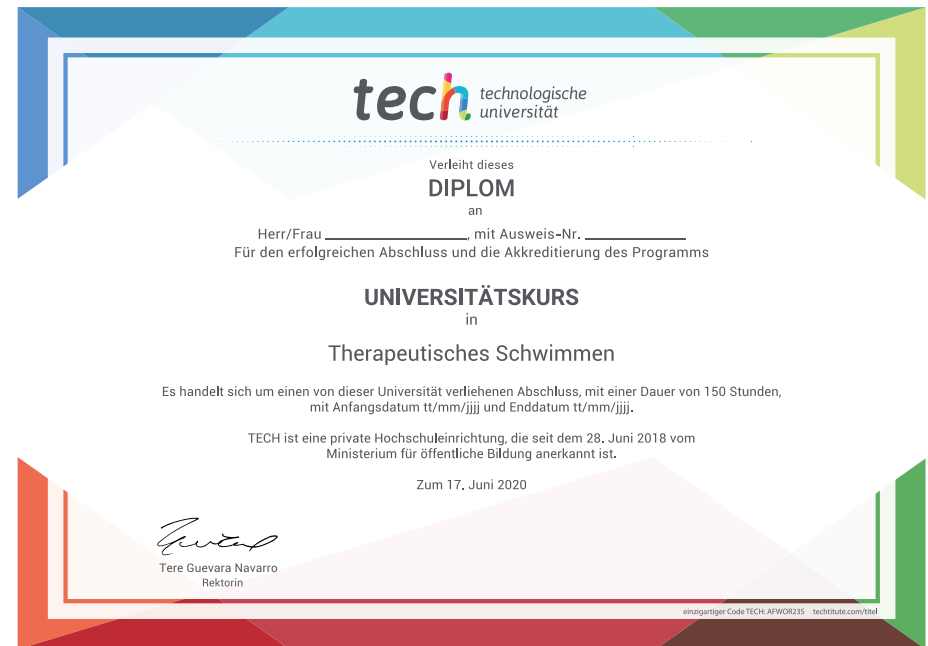 tech technologische
universität
Verleiht dieses
DIPLOM
an
Herr/Frau ____________________, mit Ausweis-Nr. ______________
Für den erfolgreichen Abschluss und die Akkreditierung des Programms
UNIVERSITÄTSKURS
in
Therapeutisches Schwimmen
Es handelt sich um einen von dieser Universität verliehenen Abschluss, mit einer Dauer von 150 Stunden,
mit Anfangsdatum tt/mm/jjjj und Enddatum tt/mm/jjjj.
TECH ist eine private Hochschuleinrichtung, die seit dem 28. Juni 2018 vom
Ministerium für öffentliche Bildung anerkannt ist.
Zum 17. Juni 2020
Tere Guevara Navarro
Rektorin
einzigartiger Code TECH: AFWOR23S techtitute.com/titel